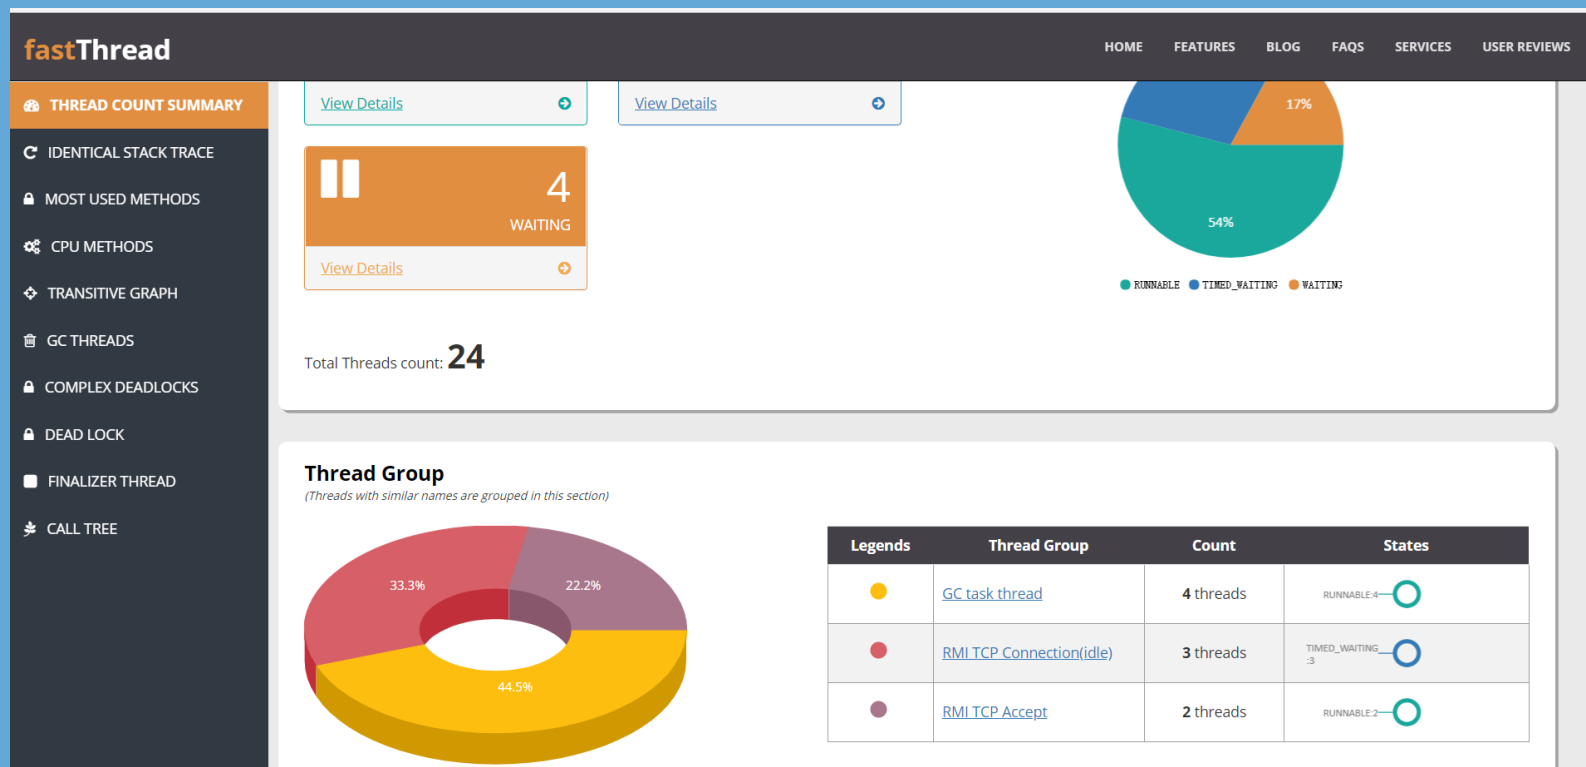 fastThread
HOME FEATURES BLOG FAQS SERVICES USER REVIEWS
THREAD COUNT SUMMARY
IDENTICAL STACK TRACE
MOST USED METHODS
CPU METHODS
TRANSITIVE GRAPH
GC THREADS
COMPLEX DEADLOCKS
DEAD LOCK
FINALIZER THREAD
CALL TREE
View Details
View Details
4
WAITING
View Details
17%
54%
RUNNABLE TIMED_WAITING WAITING
Total Threads count: 24
Thread Group
(Threads with similar names are grouped in this section)
33.3%
22.2%
44.5%
Legends Thread Group Count States
GC task thread 4 threads RUNNABLE:4
RMI TCP Connection(idle) 3 threads TIMED_WAITING
:3
RMI TCP Accept 2 threads RUNNABLE:2